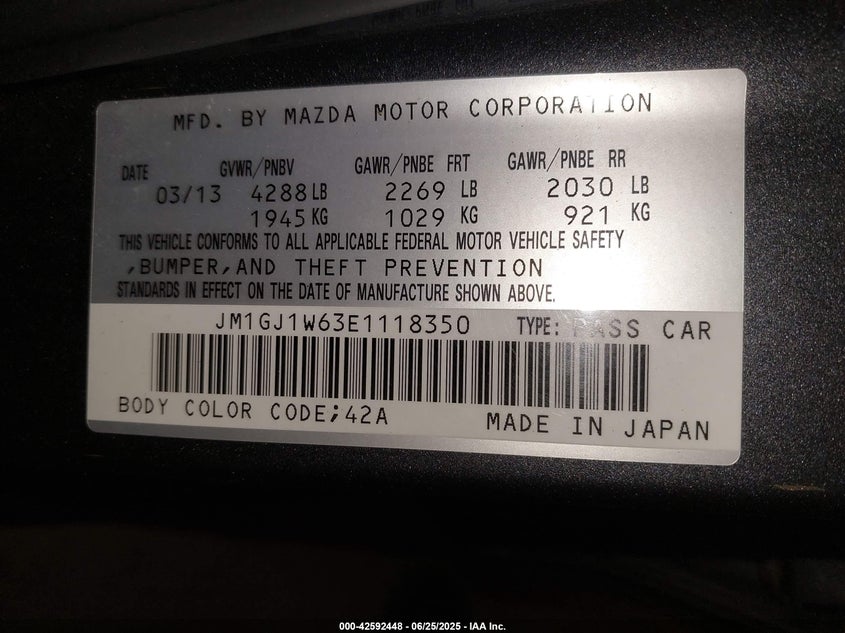 MFD. BY MAZDA MOTOR CORPORATION
DATE GVWR/PNBV GAWR/PNBE FRT GAWR/PNBE RR
03/13 4288 LB 2269 LB 2030 LB
1945 KG 1029 KG 921 KG
THIS VEHICLE CONFORMS TO ALL APPLICABLE FEDERAL MOTOR VEHICLE SAFETY
,BUMPER,AND THEFT PREVENTION
STANDARDS IN EFFECT ON THE DATE OF MANUFACTURE SHOWN ABOVE.
JM1GJ1W63E1118350 TYPE: PASS CAR
BODY COLOR CODE;42A MADE IN JAPAN
000-42592448 - 06/25/2025 - IAA Inc.